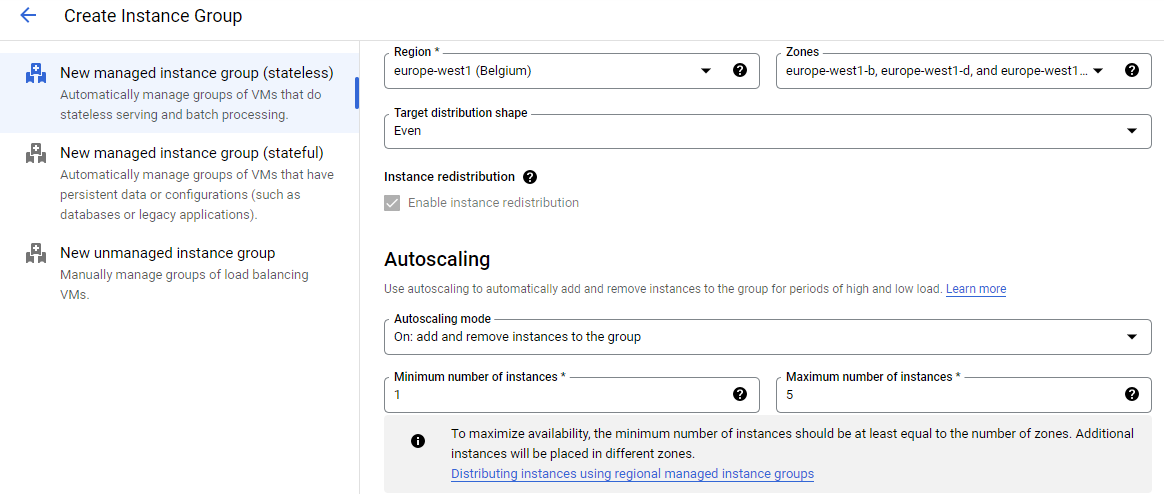 Create Instance Group
New managed instance group (stateless)
Automatically manage groups of VMs that do
stateless serving and batch processing.
New managed instance group (stateful)
Automatically manage groups of VMs that have
persistent data or configurations (such as
databases or legacy applications).
New unmanaged instance group
Manually manage groups of load balancing
VMs.
Region *
europe-west1 (Belgium)
Zones
europe-west1-b, europe-west1-d, and europe-west1...
Target distribution shape
Even
Instance redistribution
Enable instance redistribution
Autoscaling
Use autoscaling to automatically add and remove instances to the group for periods of high and low load. Learn more
Autoscaling mode
On: add and remove instances to the group
Minimum number of instances *
1
Maximum number of instances *
5
To maximize availability, the minimum number of instances should be at least equal to the number of zones. Additional
instances will be placed in different zones.
Distributing instances using regional managed instance groups